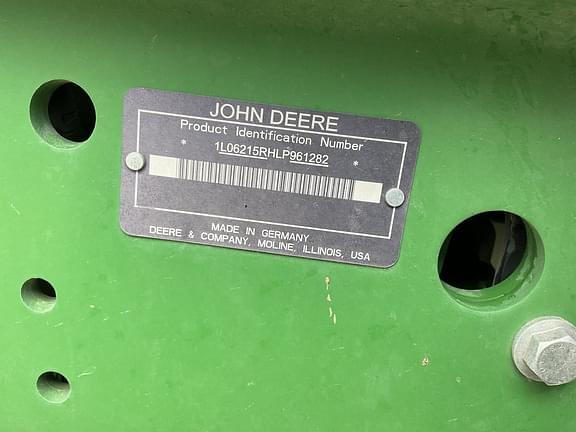 JOHN DEERE
Product Identification Number
* 1L06215RHLP961282 *
MADE IN GERMANY
DEERE & COMPANY, MOLINE, ILLINOIS, USA